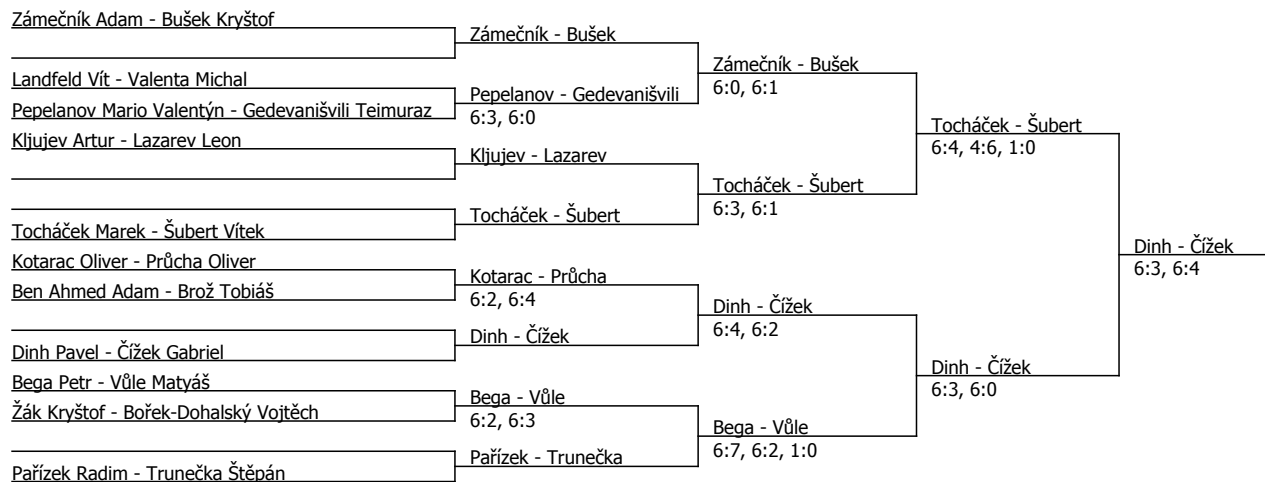 Zámečník Adam - Bušek Kryštof
Landfeld Vít - Valenta Michal
Pepelanov Mario Valentýn - Gedevanišvili Teimuraz
Kljujev Artur - Lazarev Leon
Tocháček Marek - Šubert Vítek
Kotarac Oliver - Průcha Oliver
Ben Ahmed Adam - Brož Tobiáš
Dinh Pavel - Čížek Gabriel
Bega Petr - Vůle Matyáš
Žák Kryštof - Bořek-Dohalský Vojtěch
Pařízek Radim - Trunečka Štěpán
Zámečník - Bušek
Pepelanov - Gedevanišvili
6:3, 6:0
Kljujev - Lazarev
Tocháček - Šubert
Kotarac - Průcha
6:2, 6:4
Dinh - Čížek
Bega - Vůle
6:2, 6:3
Pařízek - Trunečka
Zámečník - Bušek
6:0, 6:1
Tocháček - Šubert
6:3, 6:1
Dinh - Čížek
6:4, 6:2
Bega - Vůle
6:7, 6:2, 1:0
Tocháček - Šubert
6:4, 4:6, 1:0
Dinh - Čížek
6:3, 6:0
Dinh - Čížek
6:3, 6:4